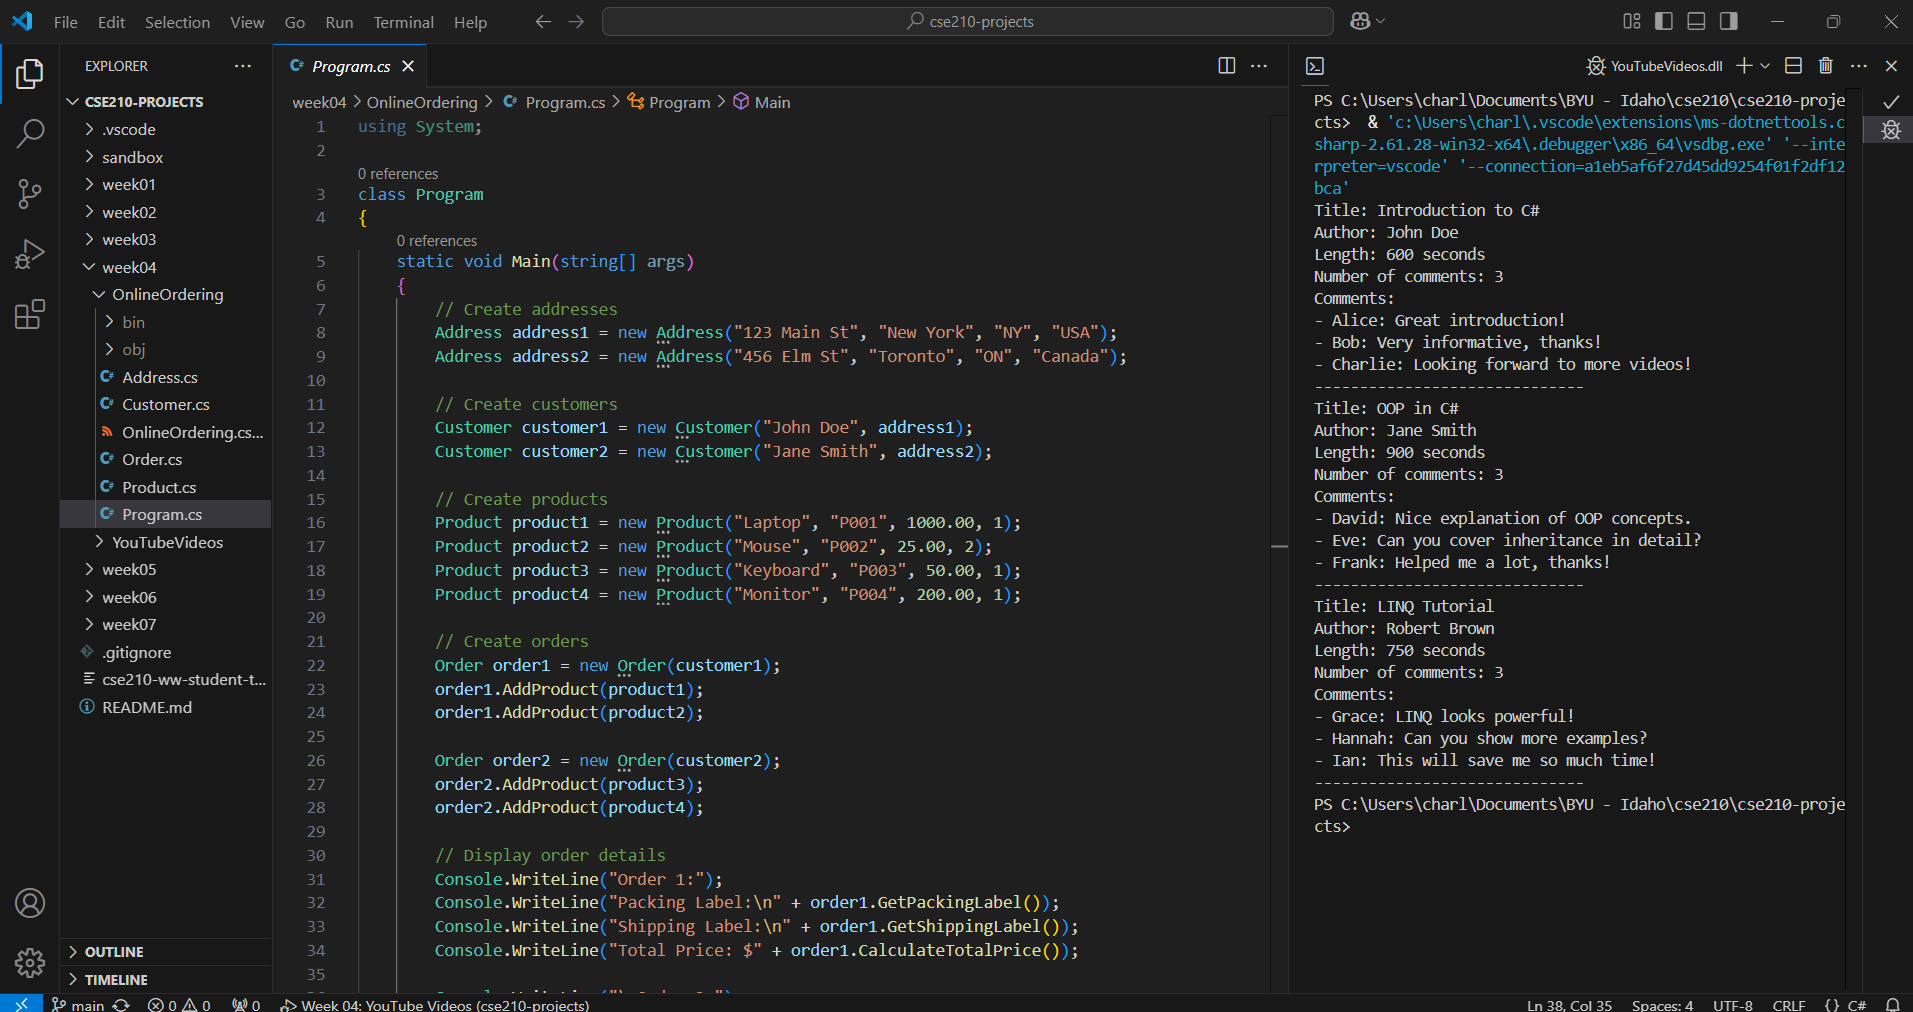 File Edit Selection View Go Run Terminal Help
cse210-projects
EXPLORER
CSE210-PROJECTS
.vscode
sandbox
week01
week02
week03
week04
OnlineOrdering
bin
obj
Address.cs
Customer.cs
OnlineOrdering.cs...
Order.cs
Product.cs
Program.cs
YouTubeVideos
week05
week06
week07
.gitignore
cse210-ww-student-t...
README.md
OUTLINE
TIMELINE
Program.cs
week04 > OnlineOrdering > Program.cs > Program > Main
1 using System;
2
0 references
3 class Program
4 {
0 references
5 static void Main(string[] args)
6 {
7 // Create addresses
8 Address address1 = new Address("123 Main St", "New York", "NY", "USA");
9 Address address2 = new Address("456 Elm St", "Toronto", "ON", "Canada");
10
11 // Create customers
12 Customer customer1 = new Customer("John Doe", address1);
13 Customer customer2 = new Customer("Jane Smith", address2);
14
15 // Create products
16 Product product1 = new Product("Laptop", "P001", 1000.00, 1);
17 Product product2 = new Product("Mouse", "P002", 25.00, 2);
18 Product product3 = new Product("Keyboard", "P003", 50.00, 1);
19 Product product4 = new Product("Monitor", "P004", 200.00, 1);
20
21 // Create orders
22 Order order1 = new Order(customer1);
23 order1.AddProduct(product1);
24 order1.AddProduct(product2);
25
26 Order order2 = new Order(customer2);
27 order2.AddProduct(product3);
28 order2.AddProduct(product4);
29
30 // Display order details
31 Console.WriteLine("Order 1:");
32 Console.WriteLine("Packing Label:\n" + order1.GetPackingLabel());
33 Console.WriteLine("Shipping Label:\n" + order1.GetShippingLabel());
34 Console.WriteLine("Total Price: $" + order1.CalculateTotalPrice());
35
YouTubeVideos.dll
PS C:\Users\charl\Documents\BYU - Idaho\cse210\cse210-proje
cts> & 'c:\Users\charl\.vscode\extensions\ms-dotnettools.c
sharp-2.61.28-win32-x64\.debugger\x86_64\vsdbg.exe' '--inte
rpreter=vscode' '--connection=a1eb5af6f27d45dd9254f01f2df12
bca'
Title: Introduction to C#
Author: John Doe
Length: 600 seconds
Number of comments: 3
Comments:
- Alice: Great introduction!
- Bob: Very informative, thanks!
- Charlie: Looking forward to more videos!
------------------------------
Title: OOP in C#
Author: Jane Smith
Length: 900 seconds
Number of comments: 3
Comments:
- David: Nice explanation of OOP concepts.
- Eve: Can you cover inheritance in detail?
- Frank: Helped me a lot, thanks!
------------------------------
Title: LINQ Tutorial
Author: Robert Brown
Length: 750 seconds
Number of comments: 3
Comments:
- Grace: LINQ looks powerful!
- Hannah: Can you show more examples?
- Ian: This will save me so much time!
------------------------------
PS C:\Users\charl\Documents\BYU - Idaho\cse210\cse210-proje
cts>
main 0 0 0 Week 04: YouTube Videos (cse210-projects) Ln 38, Col 35 Spaces: 4 UTF-8 CRLF {} C#